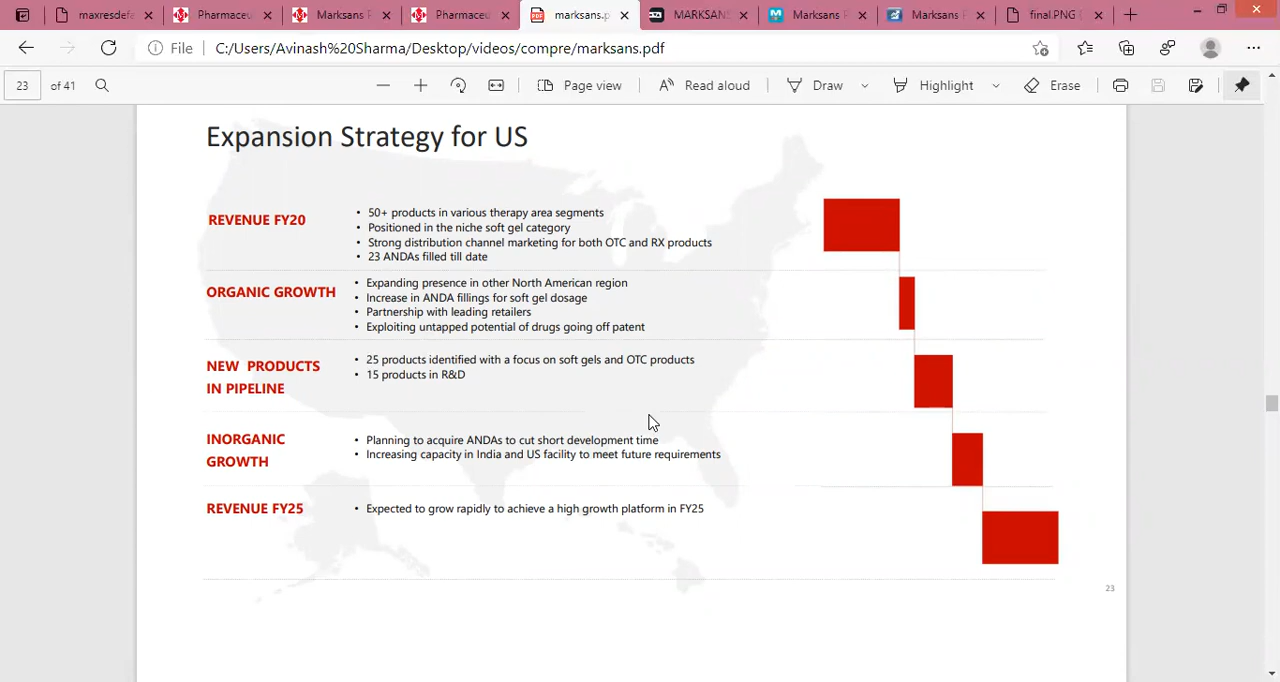 maxresdefa
Pharmaceu
Marksans P
Pharmaceu
marksans.p
MARKSANS
Marksans P
Marksans P
final.PNG (
File
C:/Users/Avinash%20Sharma/Desktop/videos/compre/marksans.pdf
23 of 41
Page view
Read aloud
Draw
Highlight
Erase
Expansion Strategy for US
REVENUE FY20
• 50+ products in various therapy area segments
• Positioned in the niche soft gel category
• Strong distribution channel marketing for both OTC and RX products
• 23 ANDAs filled till date
ORGANIC GROWTH
• Expanding presence in other North American region
• Increase in ANDA fillings for soft gel dosage
• Partnership with leading retailers
• Exploiting untapped potential of drugs going off patent
NEW PRODUCTS
IN PIPELINE
• 25 products identified with a focus on soft gels and OTC products
• 15 products in R&D
INORGANIC
GROWTH
• Planning to acquire ANDAs to cut short development time
• Increasing capacity in India and US facility to meet future requirements
REVENUE FY25
• Expected to grow rapidly to achieve a high growth platform in FY25
23